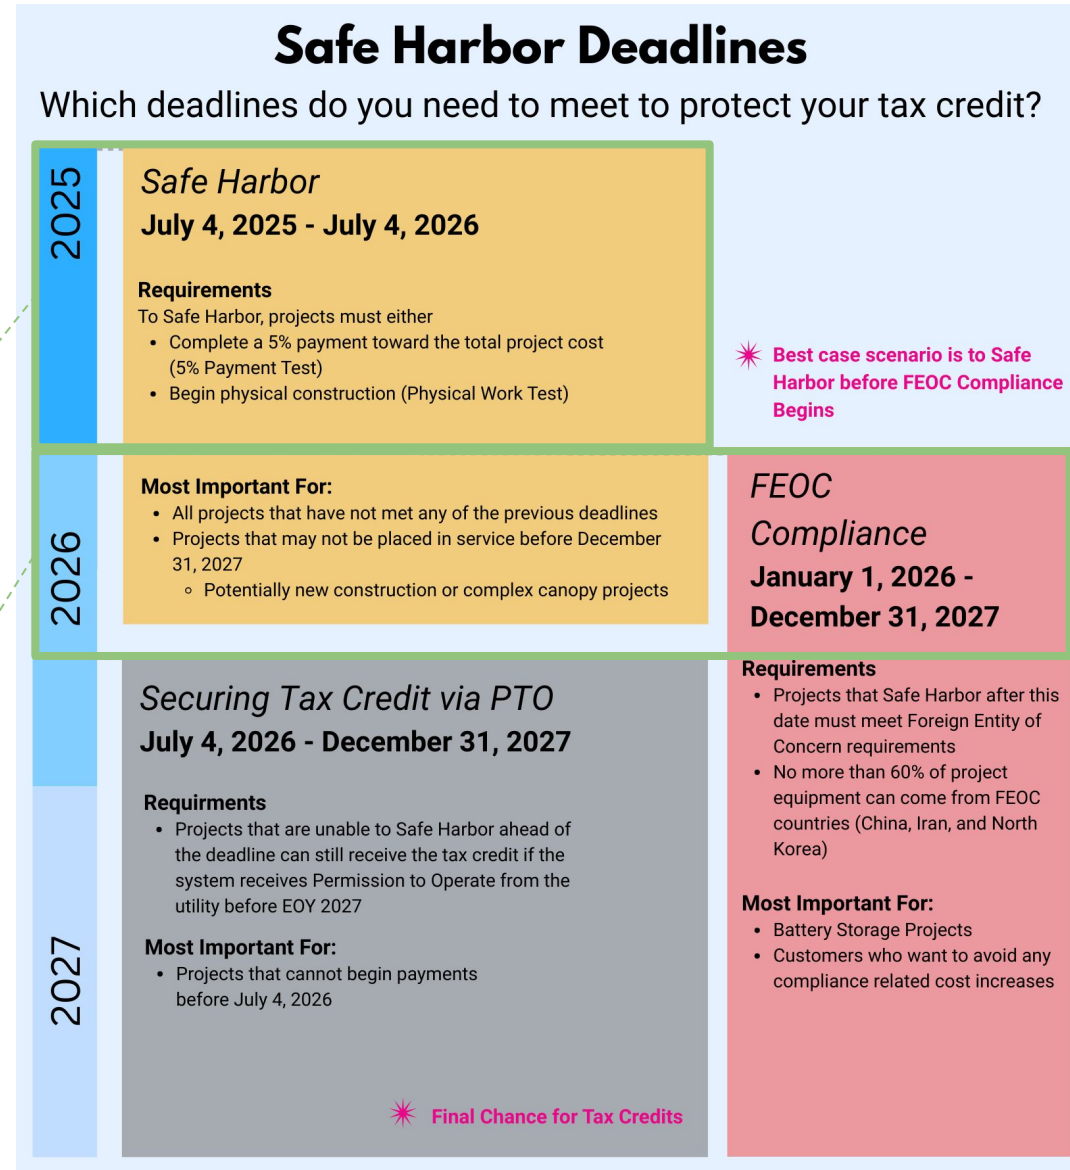 Safe Harbor Deadlines
Which deadlines do you need to meet to protect your tax credit?
2025
Safe Harbor
July 4, 2025 - July 4, 2026
Requirements
To Safe Harbor, projects must either
• Complete a 5% payment toward the total project cost
(5% Payment Test)
• Begin physical construction (Physical Work Test)
Best case scenario is to Safe
Harbor before FEOC Compliance
Begins
2026
Most Important For:
• All projects that have not met any of the previous deadlines
• Projects that may not be placed in service before December
31, 2027
◦ Potentially new construction or complex canopy projects
FEOC
Compliance
January 1, 2026 -
December 31, 2027
Requirements
• Projects that Safe Harbor after this
date must meet Foreign Entity of
Concern requirements
• No more than 60% of project
equipment can come from FEOC
countries (China, Iran, and North
Korea)
Most Important For:
• Battery Storage Projects
• Customers who want to avoid any
compliance related cost increases
Securing Tax Credit via PTO
July 4, 2026 - December 31, 2027
Requirments
• Projects that are unable to Safe Harbor ahead of
the deadline can still receive the tax credit if the
system receives Permission to Operate from the
utility before EOY 2027
2027
Most Important For:
• Projects that cannot begin payments
before July 4, 2026
Final Chance for Tax Credits